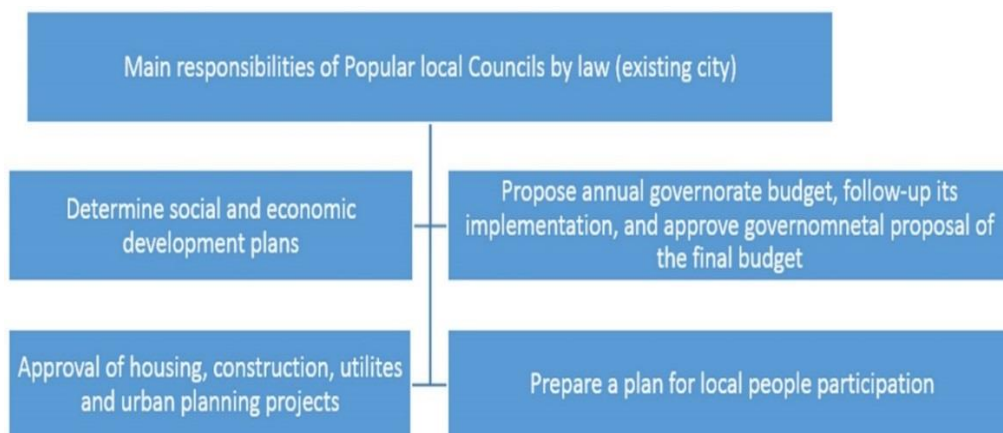 Main responsibilities of Popular local Councils by law (existing city)
Determine social and economic
development plans
Propose annual governorate budget, follow-up its
implementation, and approve governomnetal proposal of
the final budget
Approval of housing, construction, utilites
and urban planning projects
Prepare a plan for local people participation